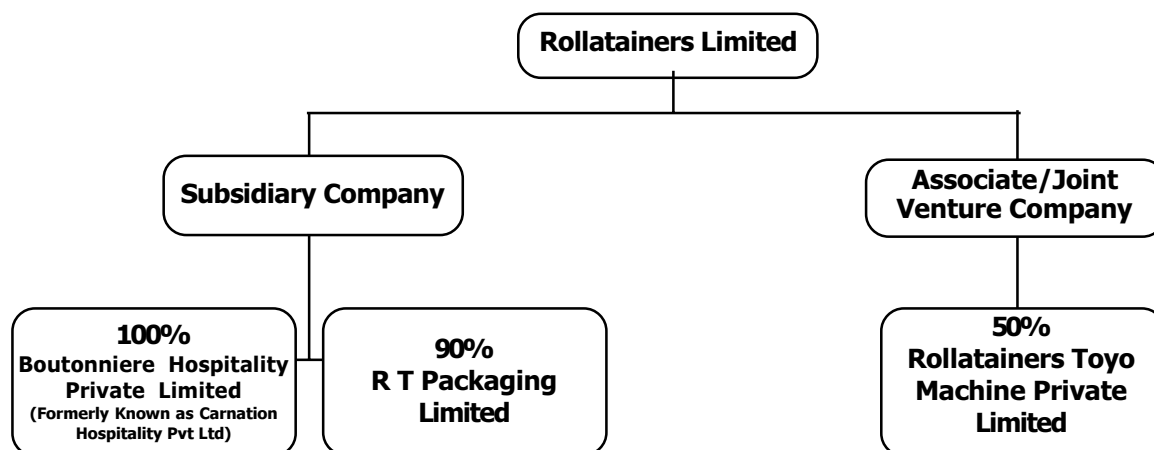 Rollatainers Limited
Subsidiary Company
Associate/Joint
Venture Company
100%
Boutonniere Hospitality
Private Limited
(Formerly Known as Carnation
Hospitality Pvt Ltd)
90%
R T Packaging
Limited
50%
Rollatainers Toyo
Machine Private
Limited